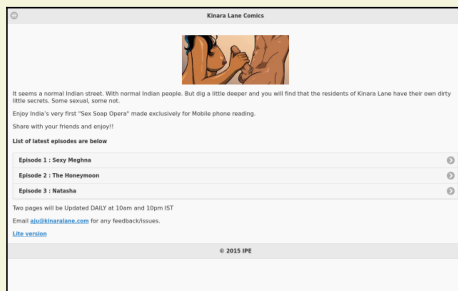 Kinara Lane Comics
It seems a normal Indian street. With normal Indian people. But dig a little deeper and you will find that the residents of Kinara Lane have their own dirty
little secrets. Some sexual, some not.
Enjoy India's very first "Sex Soap Opera" made exclusively for Mobile phone reading.
Share with your friends and enjoy!!
List of latest episodes are below
Episode 1 : Sexy Meghna
Episode 2 : The Honeymoon
Episode 3 : Natasha
Two pages will be Updated DAILY at 10am and 10pm IST
Email aju@kinaralane.com for any feedback/issues.
Lite version
© 2015 IPE